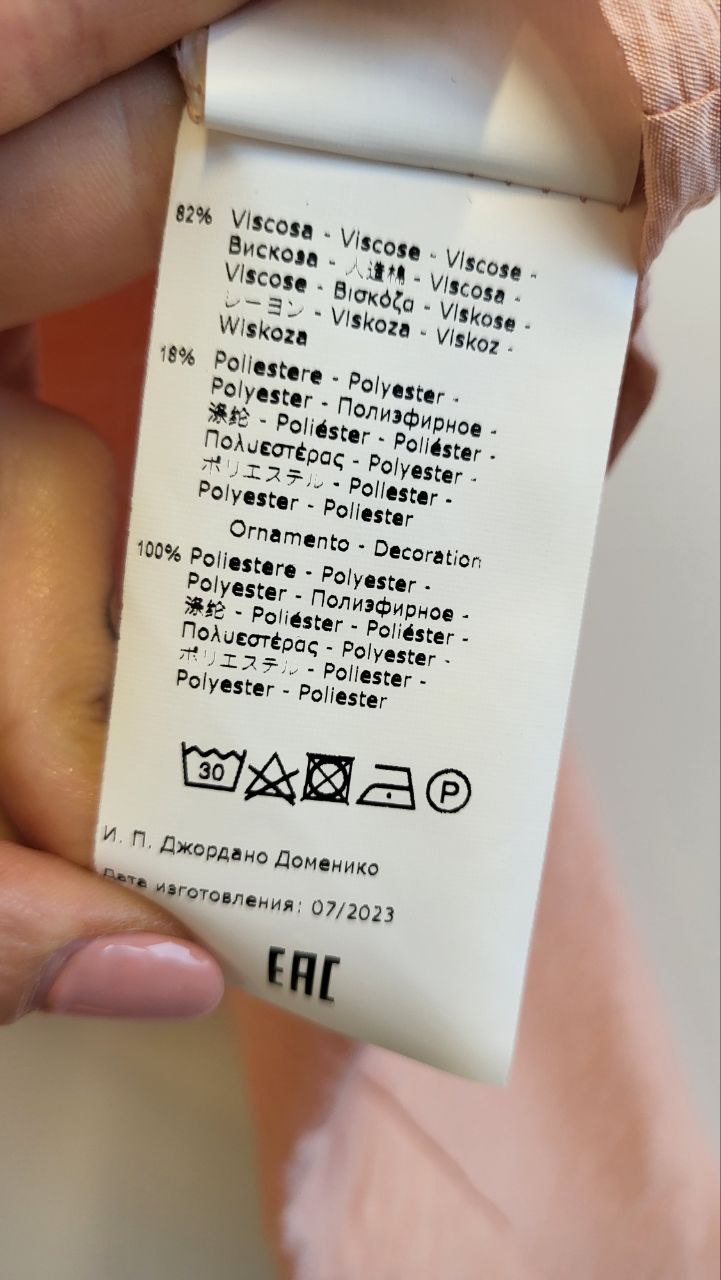 82% Viscosa - Viscose - Viscose -
Вискоза - 人造棉 - Viscosa -
Viscose - Βισκόζα - Viskose -
レーヨン - Viskoza - Viskoz -
Wiskoza
18% Poliestere - Polyester -
Polyester - Полиэфирное -
涤纶 - Poliéster - Poliéster -
Πολυεστέρας - Polyester -
ポリエステル - Poliester -
Polyester - Poliester
Ornamento - Decoration
100% Poliestere - Polyester -
Polyester - Полиэфирное -
涤纶 - Poliéster - Poliéster -
Πολυεστέρας - Polyester -
ポリエステル - Poliester -
Polyester - Poliester
30 P
И. П. Джордано Доменико
Дата изготовления: 07/2023
EAC